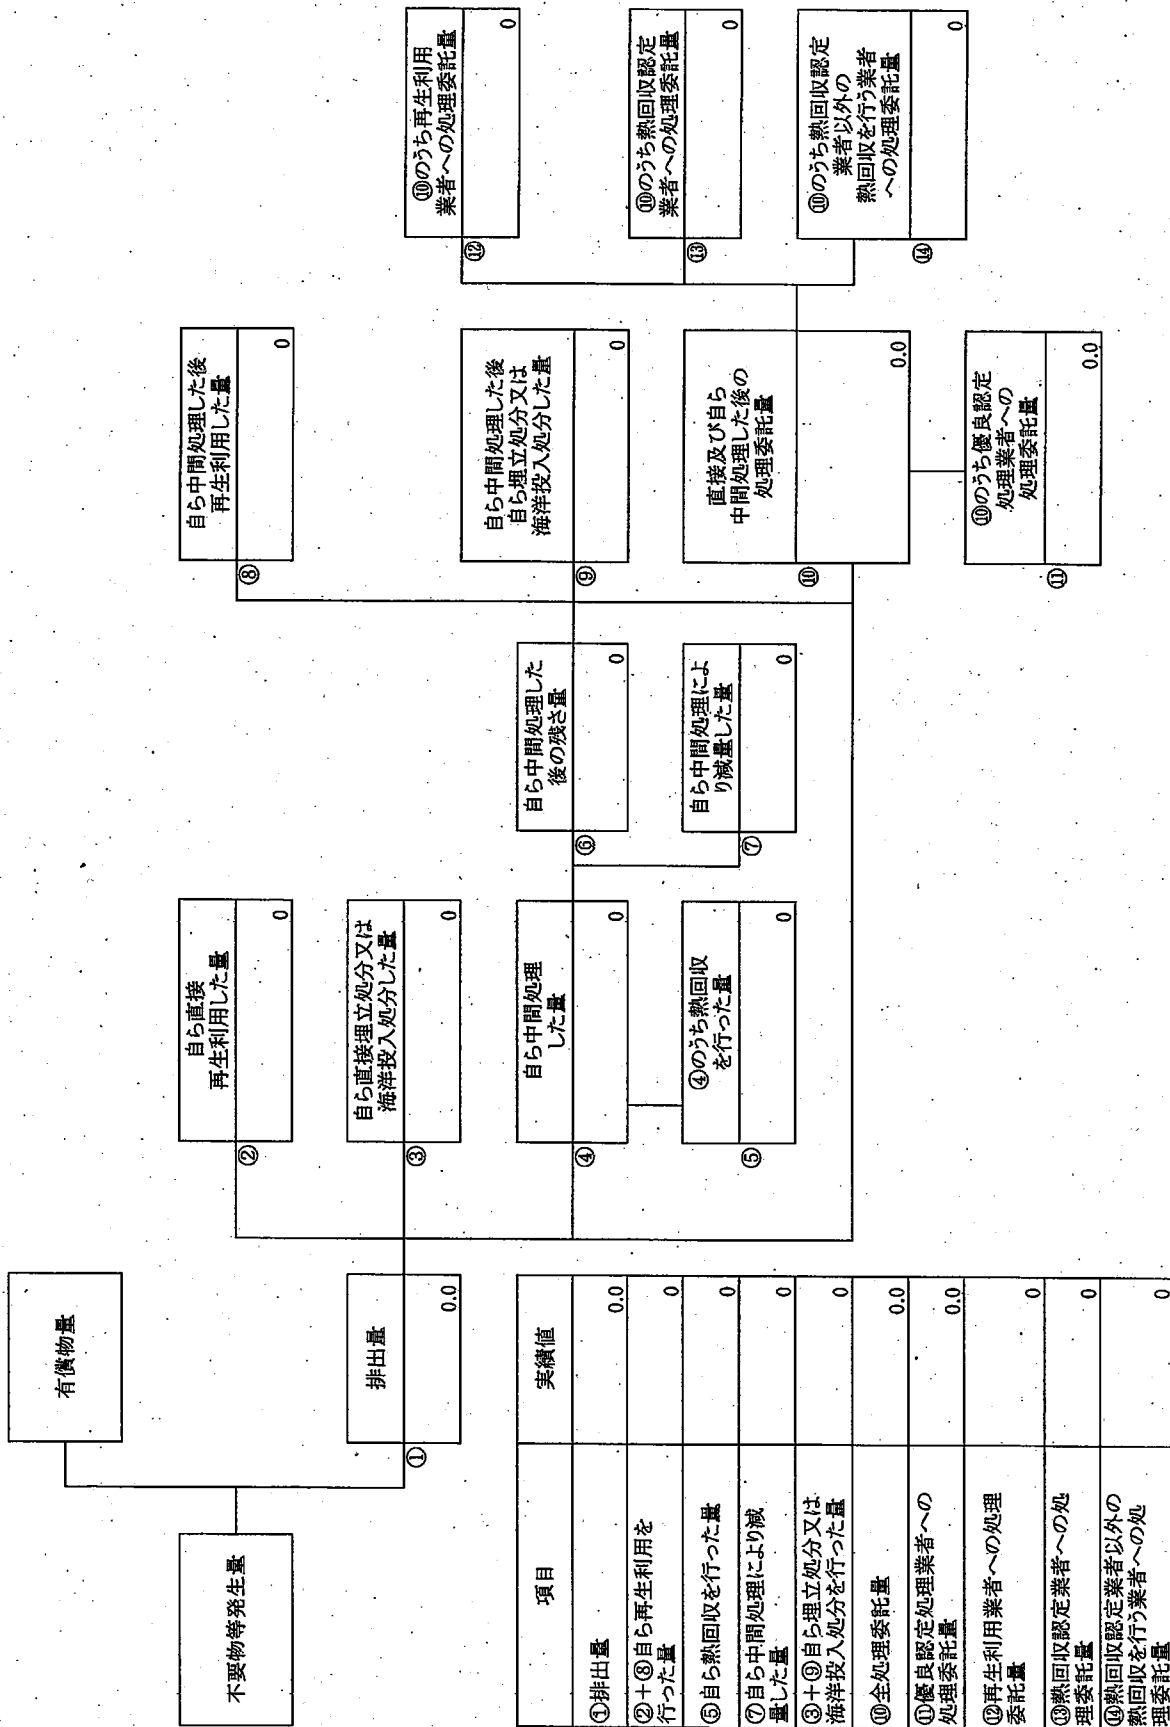 不要物等発生量
有償物量
排出量
①
0.0
自ら直接
再生利用した量
②
0
自ら直接埋立処分又は
海洋投入処分した量
③
0
自ら中間処理
した量
④
0
④のうち熱回収
を行った量
⑤
0
自ら中間処理した
後の残さ量
⑥
0
自ら中間処理によ
り減量した量
⑦
0
自ら中間処理した後
再生利用した量
⑧
0
自ら中間処理した後
自ら埋立処分又は
海洋投入処分した量
⑨
0
直接及び自ら
中間処理した後の
処理委託量
⑩
0.0
⑩のうち優良認定
処理業者への
処理委託量
⑪
0.0
⑩のうち再生利用
業者への処理委託量
⑫
0
⑩のうち熱回収認定
業者への処理委託量
⑬
0
⑩のうち熱回収認定
業者以外の
熱回収を行う業者
への処理委託量
⑭
0
項目 実績値
①排出量 0.0
②+⑧自ら再生利用を
行った量 0
⑤自ら熱回収を行った量 0
⑦自ら中間処理により減
量した量 0
③+⑨自ら埋立処分又は
海洋投入処分を行った量 0
⑩全処理委託量 0.0
⑪優良認定処理業者への
処理委託量 0.0
⑫再生利用業者への処理
委託量 0
⑬熱回収認定業者への処
理委託量 0
⑭熱回収認定業者以外の
熱回収を行う業者への処
理委託量 0